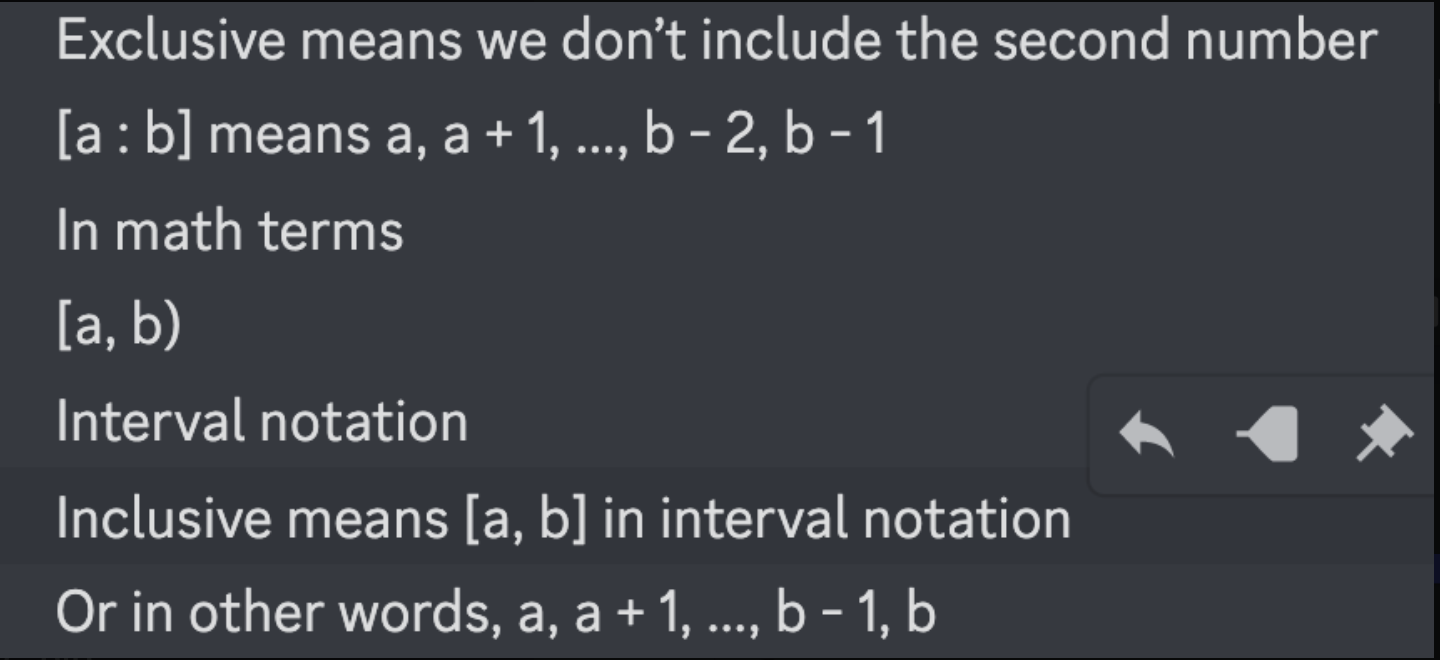 Exclusive means we don’t include the second number
[a : b] means a, a + 1, ..., b - 2, b - 1
In math terms
[a, b)
Interval notation
Inclusive means [a, b] in interval notation
Or in other words, a, a + 1, ..., b - 1, b